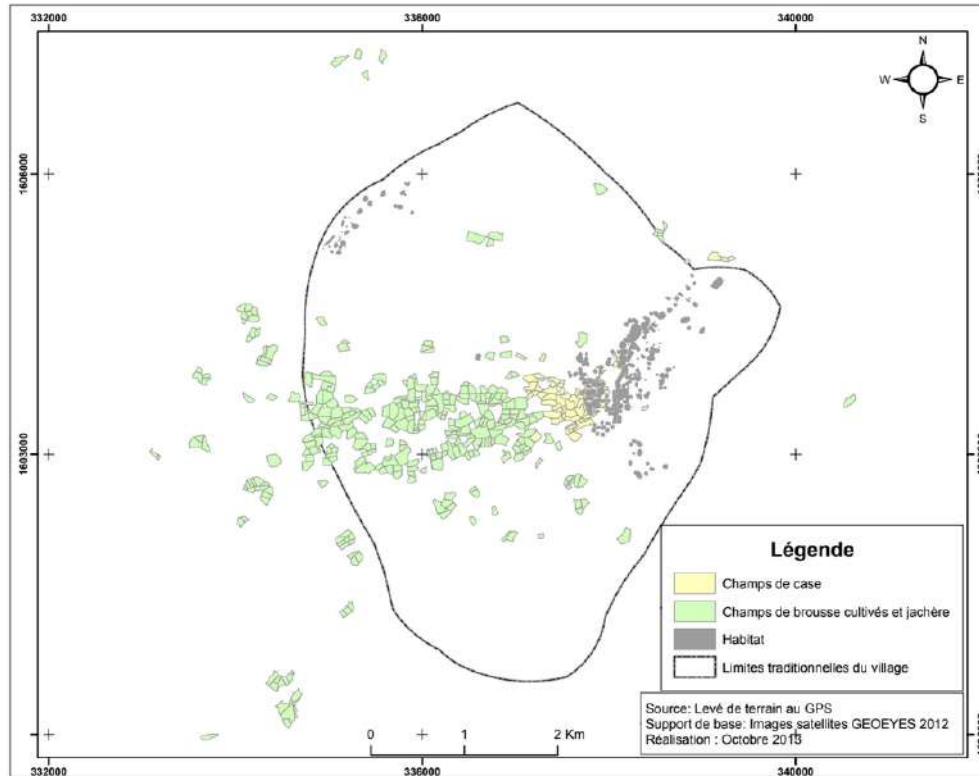 332000 336000 340000
N
W E
S
1606000
1603000
Légende
Champs de case
Champs de brousse cultivés et jachère
Habitat
Limites traditionnelles du village
Source: Levé de terrain au GPS
Support de base: Images satellites GEOEYES 2012
Réalisation : Octobre 2013
0 1 2 Km
332000 336000 340000